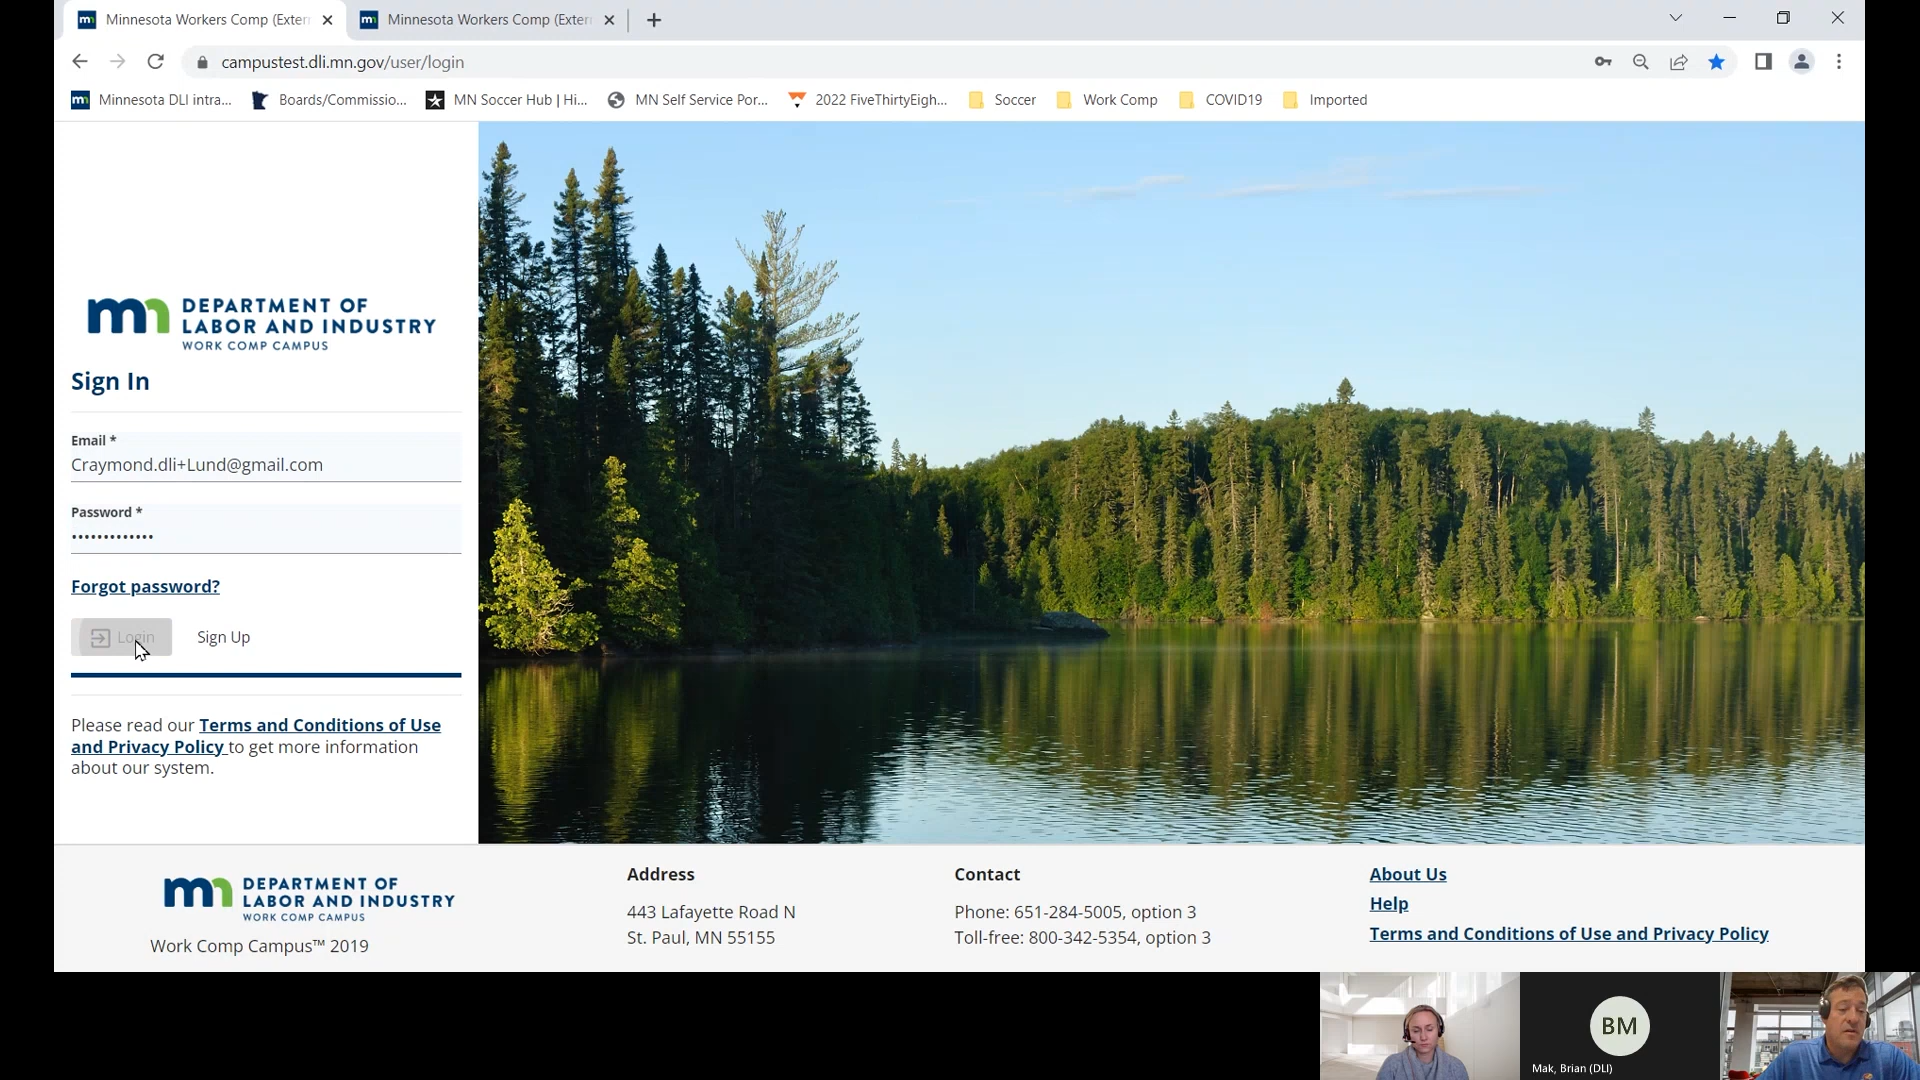 Minnesota Workers Comp (Exter
Minnesota Workers Comp (Exter
campustest.dli.mn.gov/user/login
mn Minnesota DLI intra...
Boards/Commissio...
MN Soccer Hub | Hi...
MN Self Service Por...
2022 FiveThirtyEigh...
Soccer
Work Comp
COVID19
Imported
mn DEPARTMENT OF
LABOR AND INDUSTRY
WORK COMP CAMPUS
Sign In
Email *
Craymond.dli+Lund@gmail.com
Password *
•••••••••••••
Forgot password?
Login
Sign Up
Please read our Terms and Conditions of Use
and Privacy Policy to get more information
about our system.
mn DEPARTMENT OF
LABOR AND INDUSTRY
WORK COMP CAMPUS
Work Comp Campus™ 2019
Address
443 Lafayette Road N
St. Paul, MN 55155
Contact
Phone: 651-284-5005, option 3
Toll-free: 800-342-5354, option 3
About Us
Help
Terms and Conditions of Use and Privacy Policy
BM
Mak, Brian (DLI)